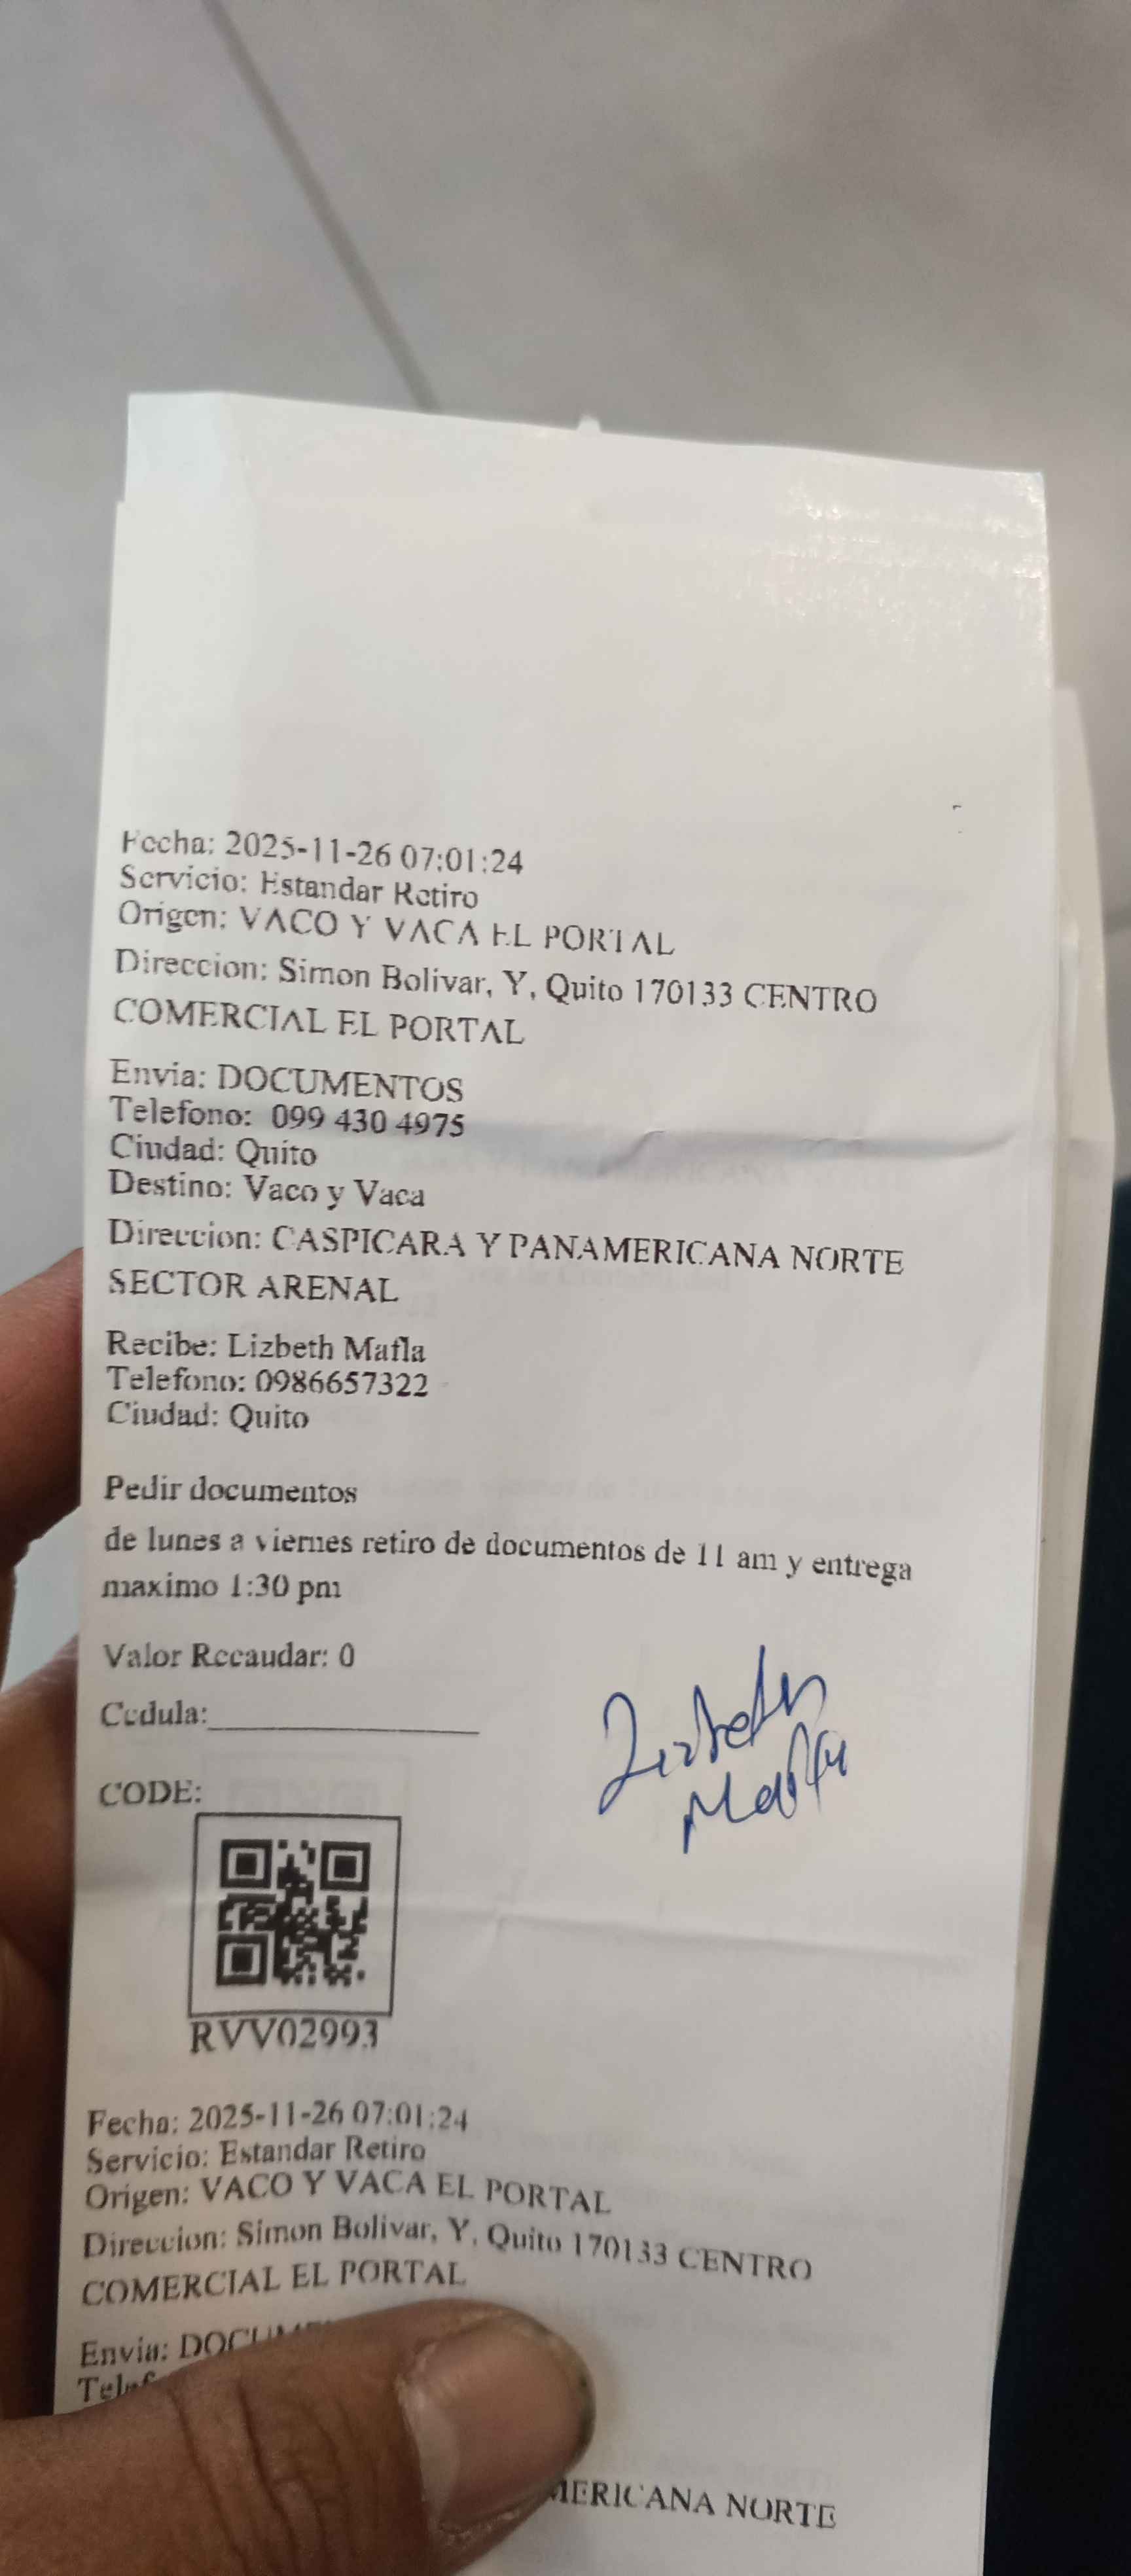 Fecha: 2025-11-26 07:01:24
Servicio: Estandar Retiro
Origen: VACO Y VACA EL PORTAL
Direccion: Simon Bolivar, Y, Quito 170133 CENTRO
COMERCIAL EL PORTAL
Envia: DOCUMENTOS
Telefono: 099 430 4975
Ciudad: Quito
Destino: Vaco y Vaca
Direccion: CASPICARA Y PANAMERICANA NORTE
SECTOR ARENAL
Recibe: Lizbeth Mafla
Telefono: 0986657322
Ciudad: Quito
Pedir documentos
de lunes a viernes retiro de documentos de 11 am y entrega
maximo 1:30 pm
Valor Recaudar: 0
Cedula:
Lizbeth
Mafla
CODE:
RVV02993
Fecha: 2025-11-26 07:01:24
Servicio: Estandar Retiro
Origen: VACO Y VACA EL PORTAL
Direccion: Simon Bolivar, Y, Quito 170133 CENTRO
COMERCIAL EL PORTAL
Envia:
NORTE